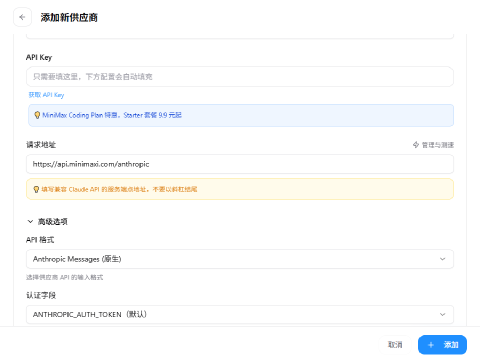 添加新供应商
API Key
只需要填这里，下方配置会自动填充
获取 API Key
💡 MiniMax Coding Plan 特惠，Starter 套餐 9.9 元起
请求地址
管理与测速
https://api.minimaxi.com/anthropic
💡 填写兼容 Claude API 的服务端点地址，不要以斜杠结尾
高级选项
API 格式
Anthropic Messages (原生)
选择供应商 API 的输入格式
认证字段
ANTHROPIC_AUTH_TOKEN（默认）
取消
添加